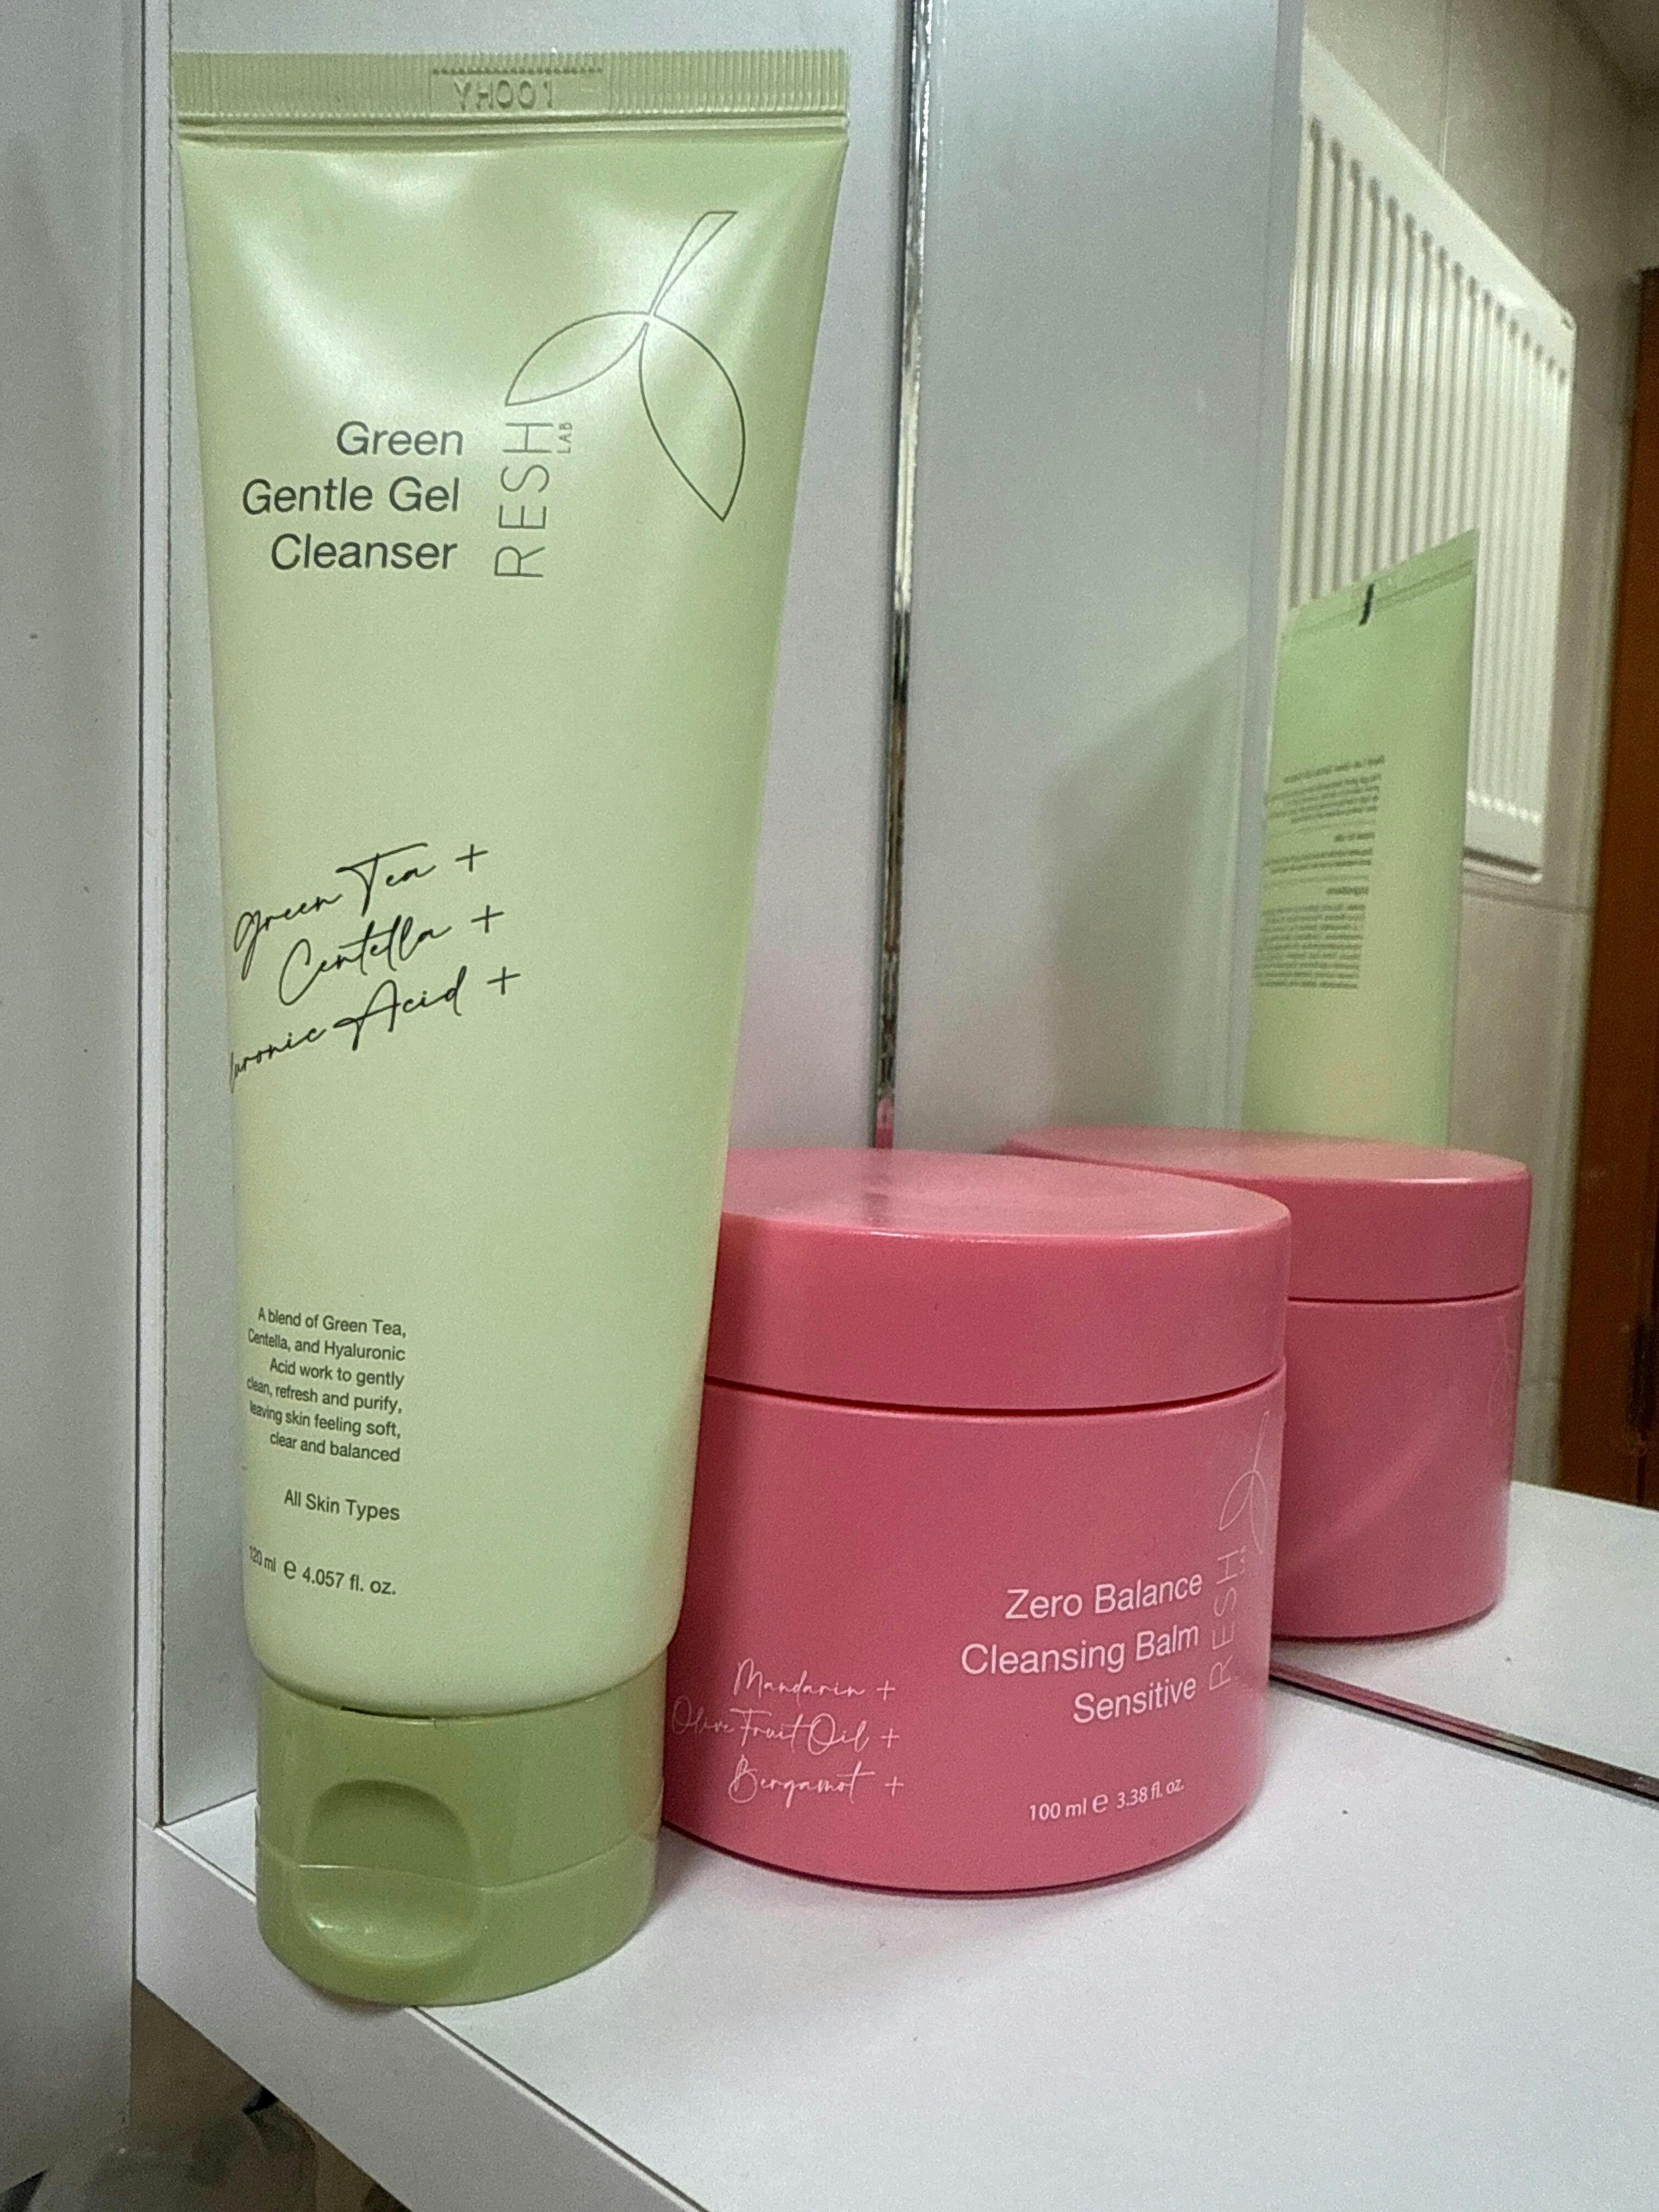 YH001
Green
Gentle Gel
Cleanser
RESH
LAB
Green Tea +
Centella +
Acid +
A blend of Green Tea,
Centella, and Hyaluronic
Acid work to gently
clean, refresh and purify,
leaving skin feeling soft,
clear and balanced
All Skin Types
120 ml e 4.057 fl. oz.
Zero Balance
Cleansing Balm
Sensitive
RESH
LAB
Mandarin +
Olive Fruit Oil +
Bergamot +
100 ml e 3.38 fl. oz.